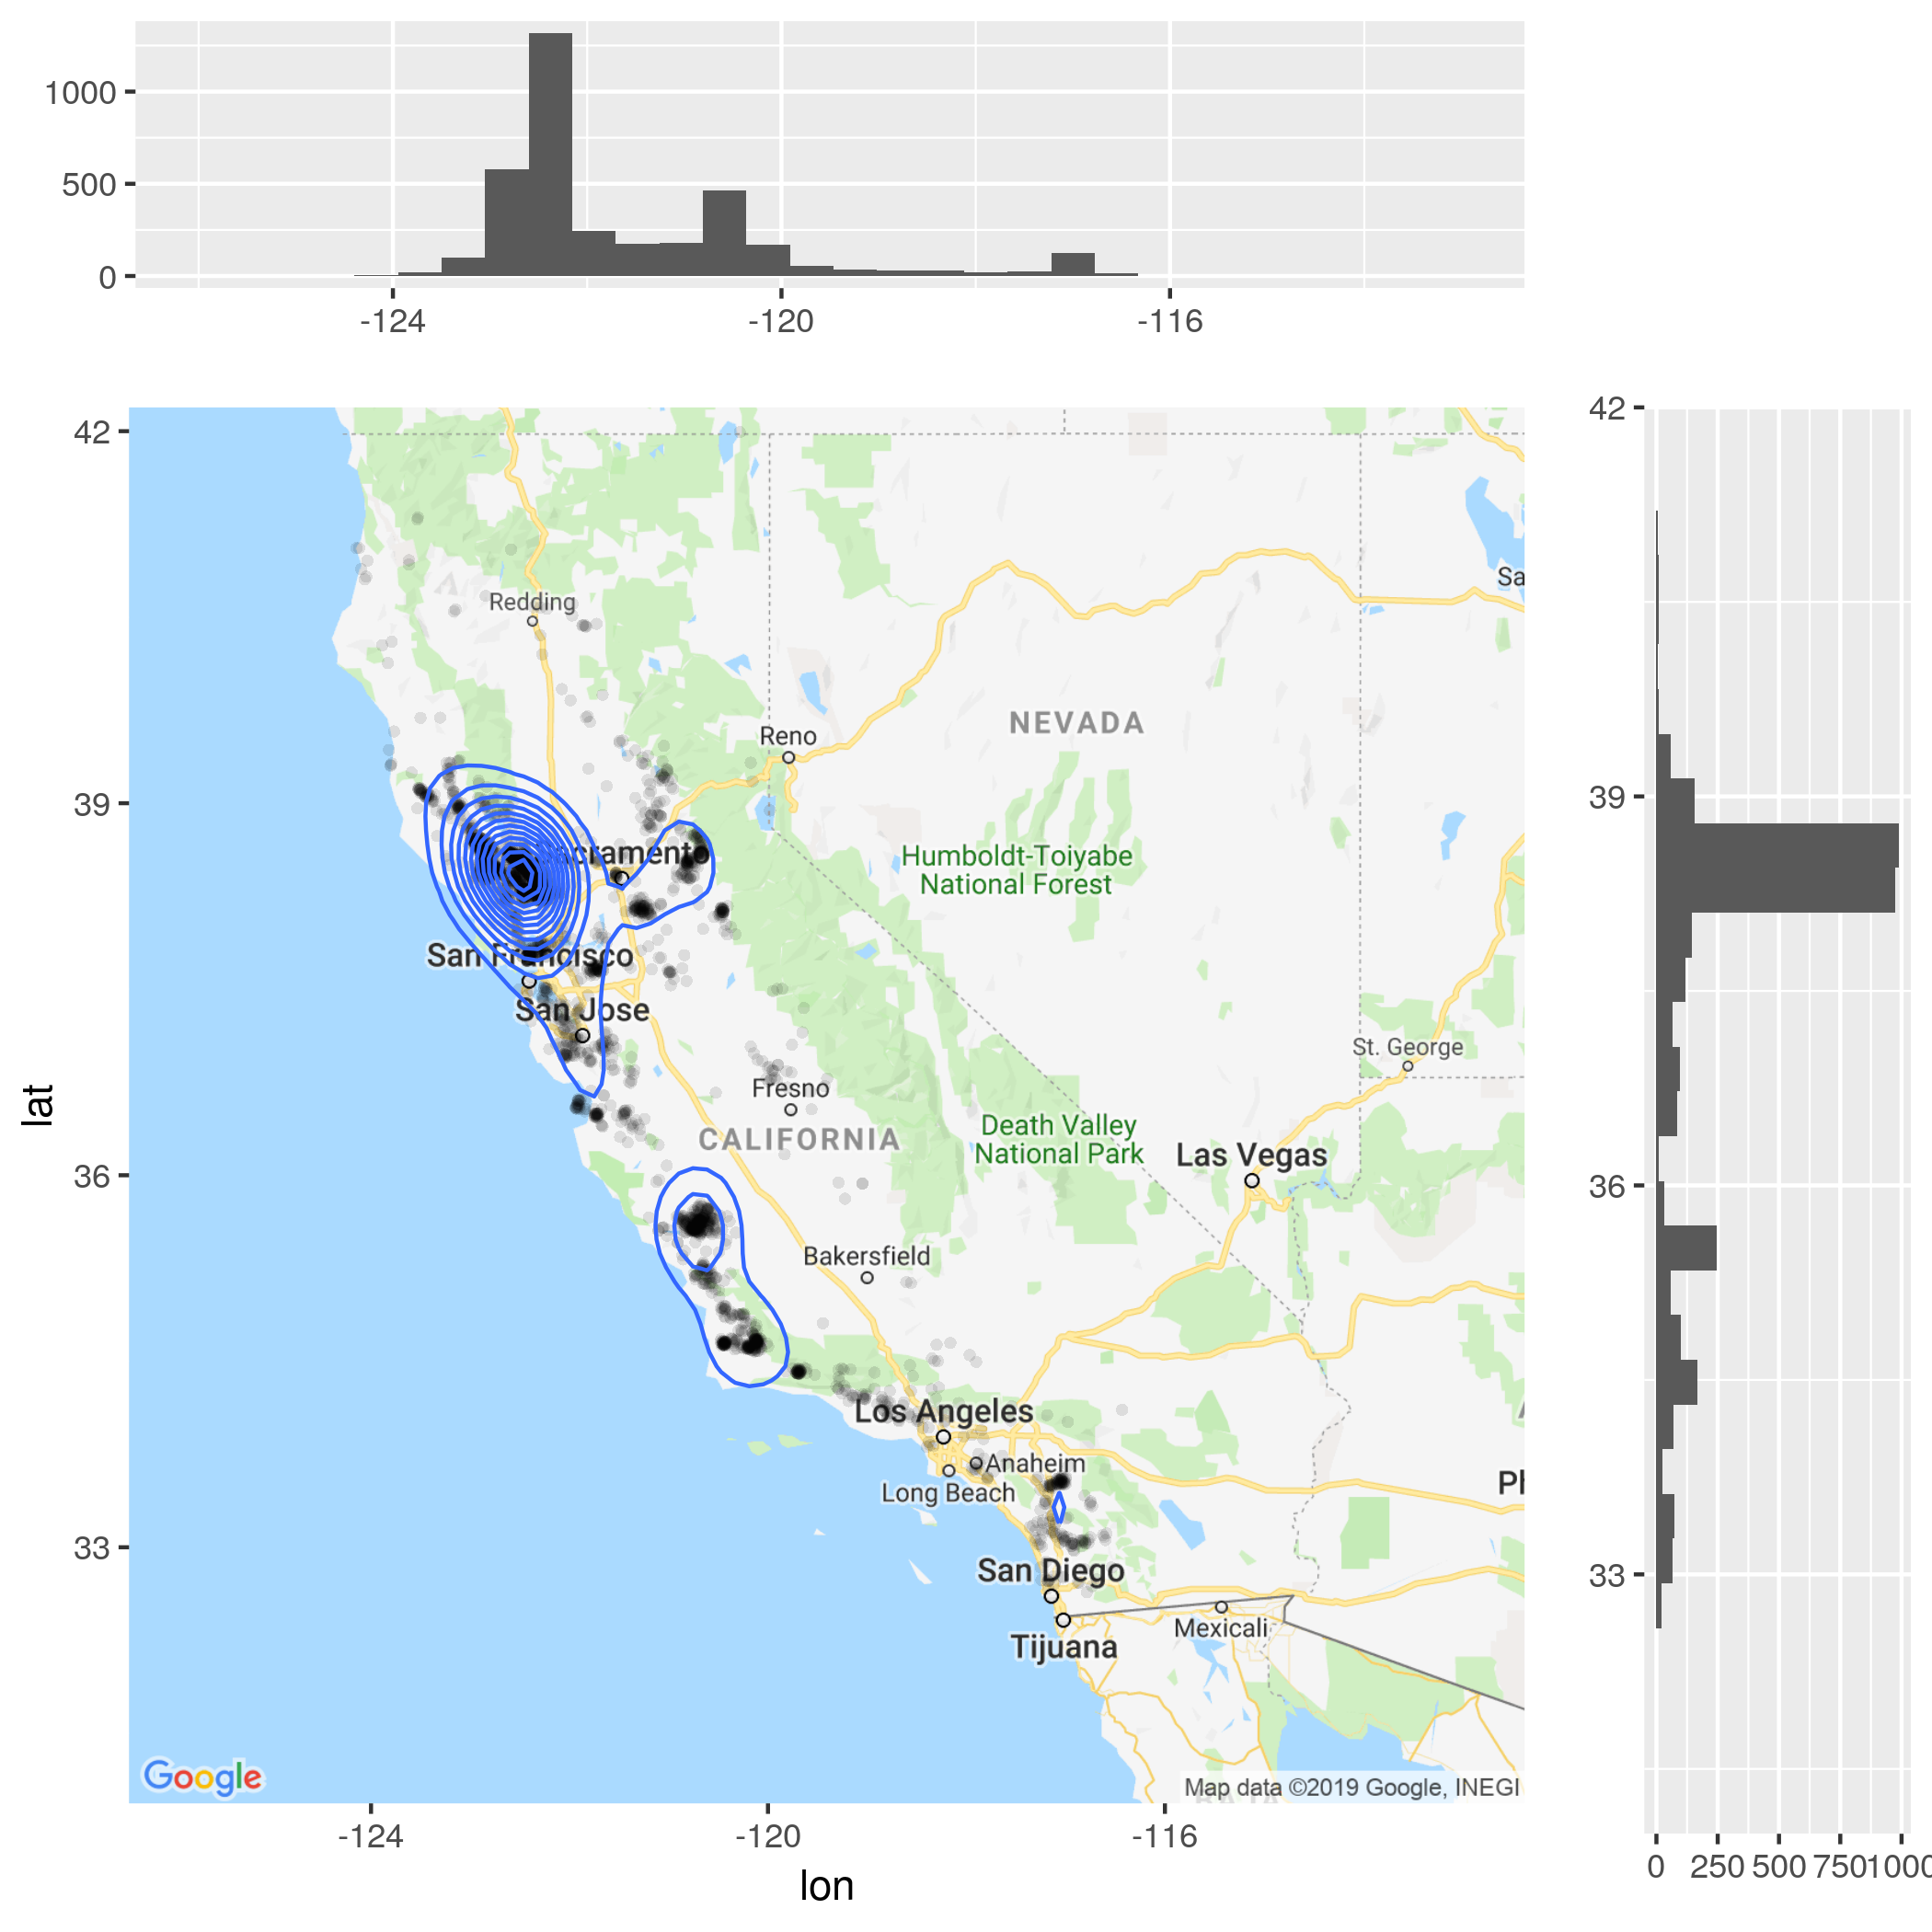 1000
500
0
-124 -120 -116
42
39
36
33
lat
Redding
Reno
NEVADA
Sa
Sacramento
Humboldt-Toiyabe
National Forest
San Francisco
San Jose
St. George
Fresno
CALIFORNIA
Death Valley
National Park
Las Vegas
Bakersfield
Los Angeles
Anaheim
Long Beach
Ph
San Diego
Tijuana
Mexicali
Google
Map data ©2019 Google, INEGI
-124 -120 -116
lon
42
39
36
33
0 250 500 750 1000